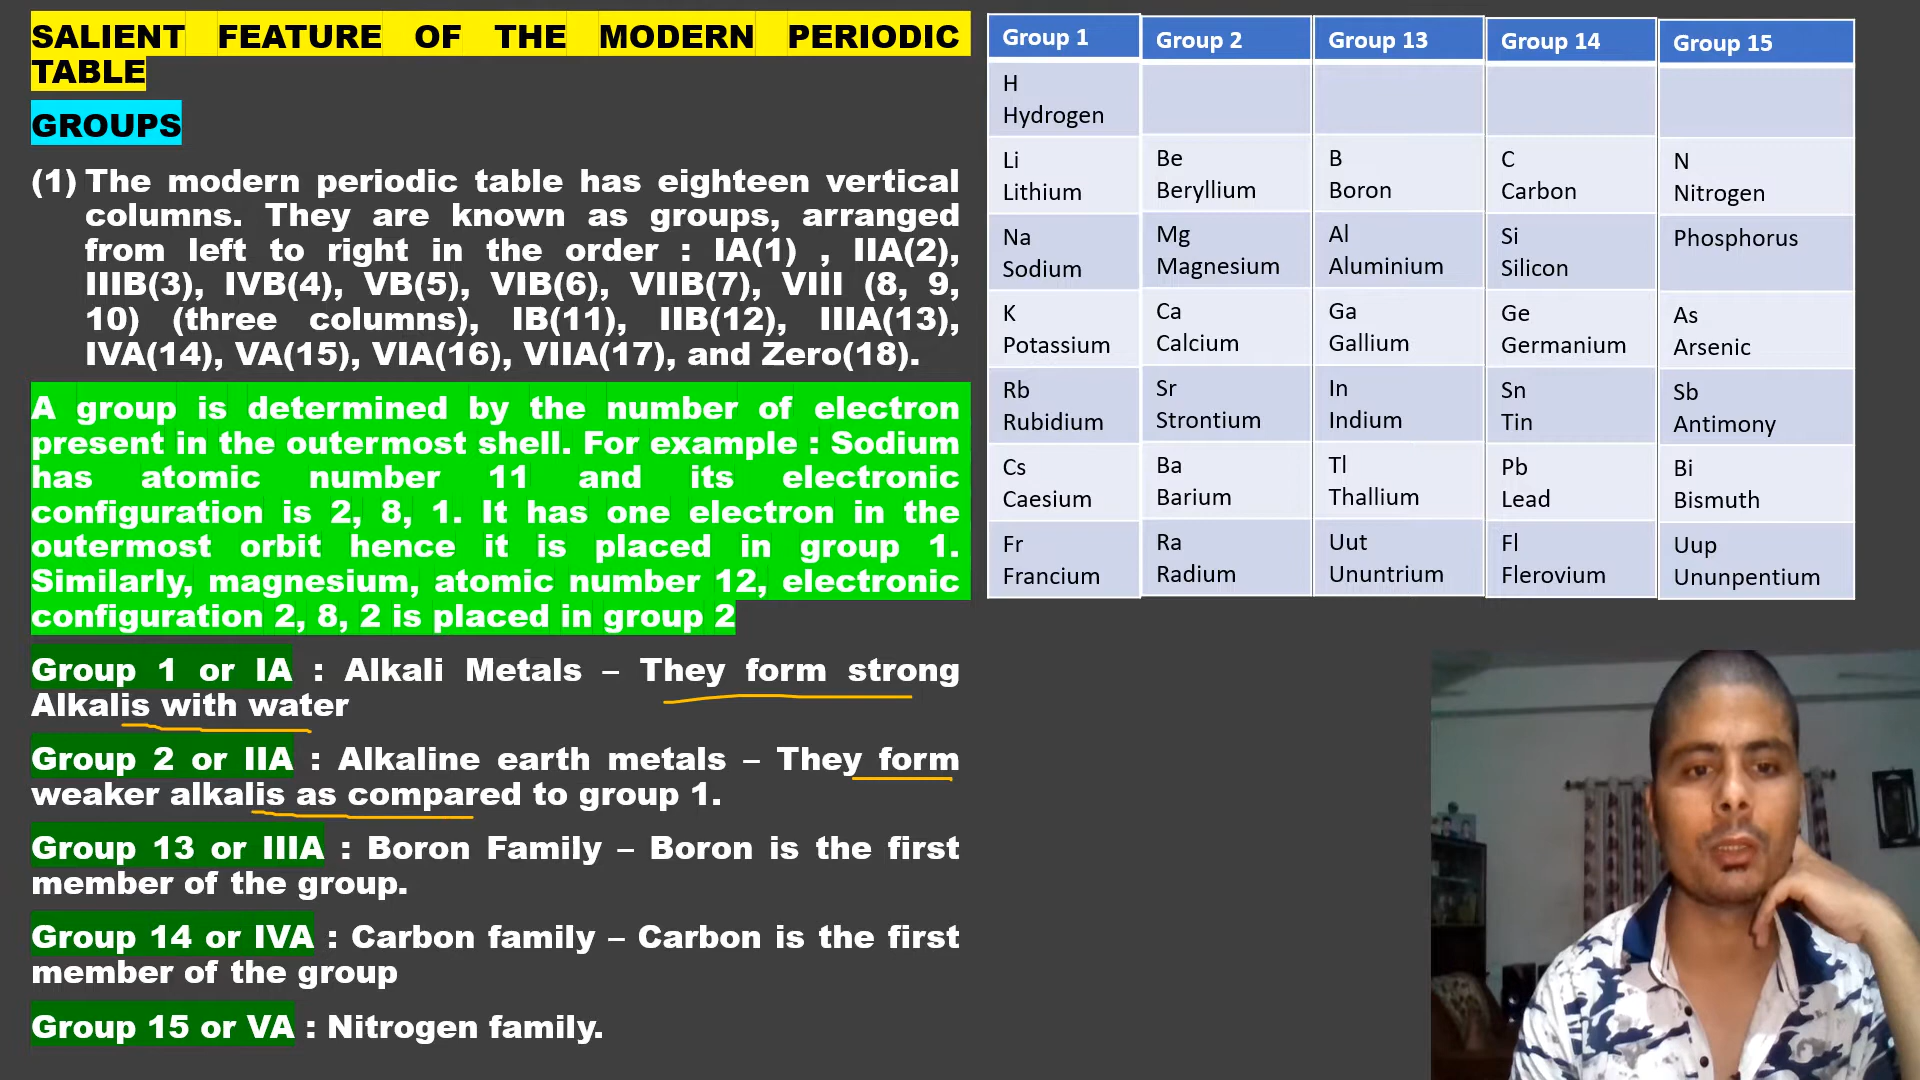 SALIENT FEATURE OF THE MODERN PERIODIC
TABLE
GROUPS
(1) The modern periodic table has eighteen vertical
columns. They are known as groups, arranged
from left to right in the order : IA(1) , IIA(2),
IIIB(3), IVB(4), VB(5), VIB(6), VIIB(7), VIII (8, 9,
10) (three columns), IB(11), IIB(12), IIIA(13),
IVA(14), VA(15), VIA(16), VIIA(17), and Zero(18).
A group is determined by the number of electron
present in the outermost shell. For example : Sodium
has atomic number 11 and its electronic
configuration is 2, 8, 1. It has one electron in the
outermost orbit hence it is placed in group 1.
Similarly, magnesium, atomic number 12, electronic
configuration 2, 8, 2 is placed in group 2
Group 1 or IA : Alkali Metals – They form strong
Alkalis with water
Group 2 or IIA : Alkaline earth metals – They form
weaker alkalis as compared to group 1.
Group 13 or IIIA : Boron Family – Boron is the first
member of the group.
Group 14 or IVA : Carbon family – Carbon is the first
member of the group
Group 15 or VA : Nitrogen family.
Group 1 Group 2 Group 13 Group 14 Group 15
H
Hydrogen
Li Be B C N
Lithium Beryllium Boron Carbon Nitrogen
Na Mg Al Si Phosphorus
Sodium Magnesium Aluminium Silicon
K Ca Ga Ge As
Potassium Calcium Gallium Germanium Arsenic
Rb Sr In Sn Sb
Rubidium Strontium Indium Tin Antimony
Cs Ba Tl Pb Bi
Caesium Barium Thallium Lead Bismuth
Fr Ra Uut Fl Uup
Francium Radium Ununtrium Flerovium Ununpentium